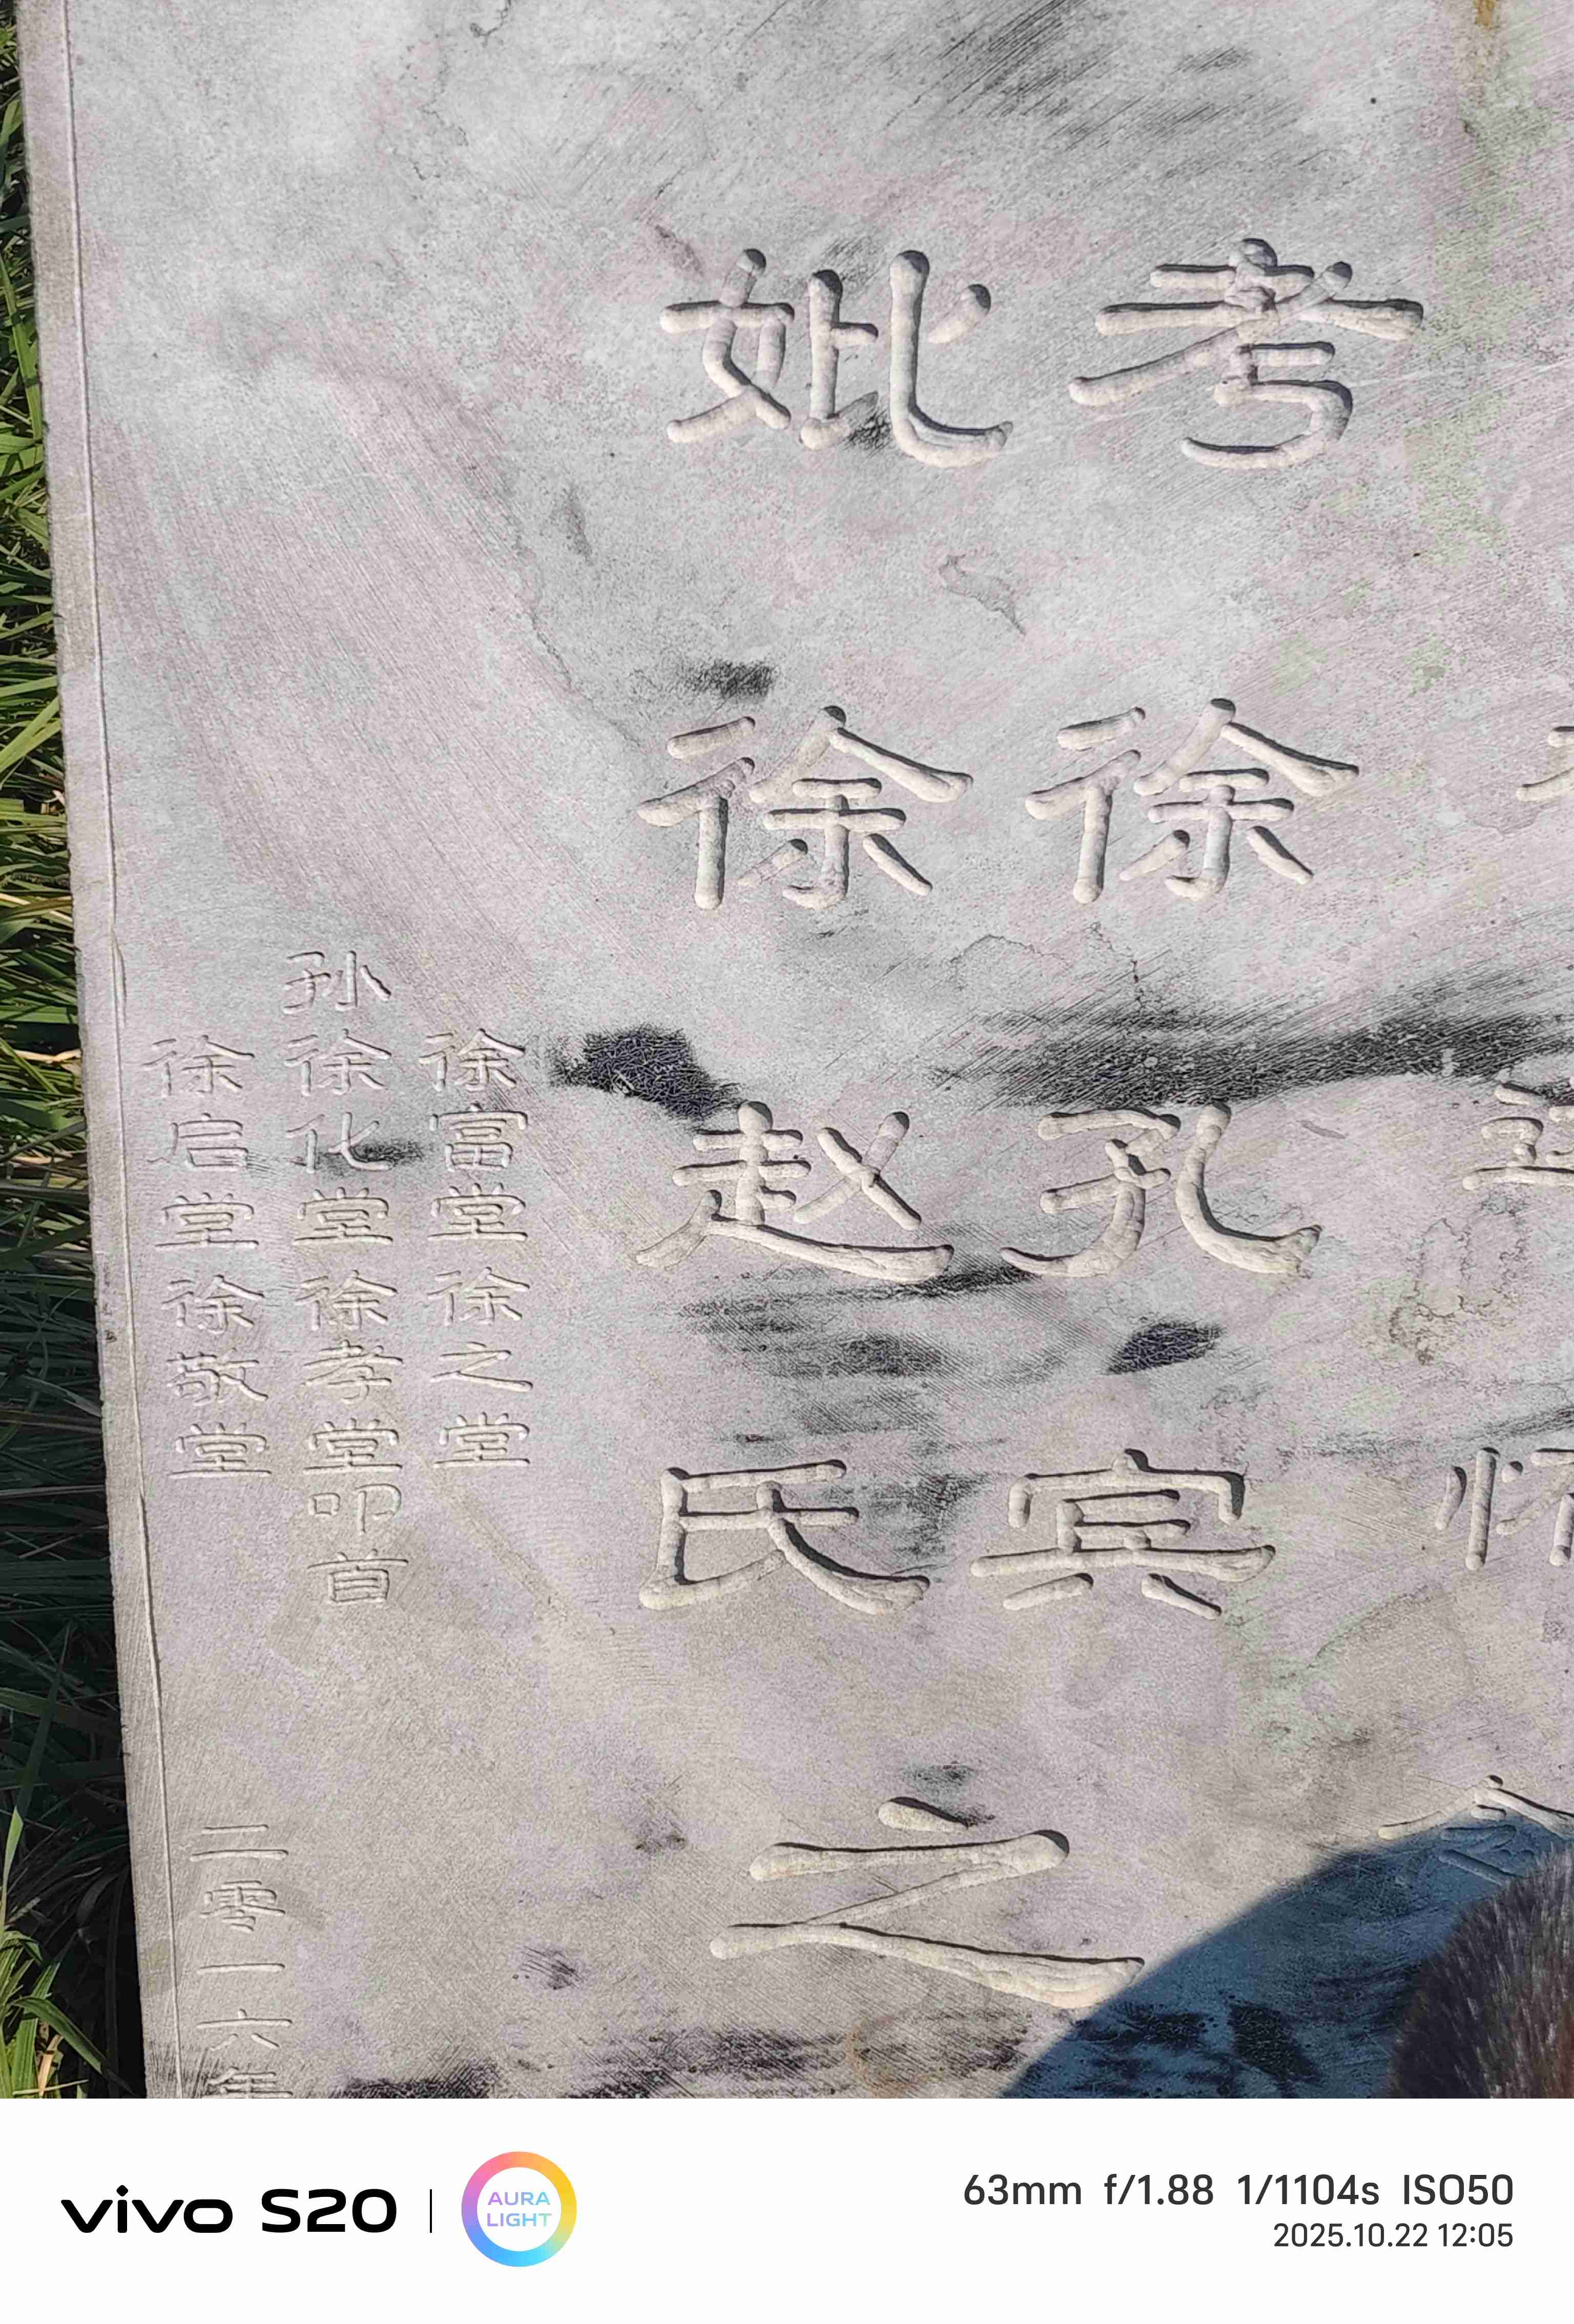 考徐孔宾
妣徐赵氏
之
徐富堂徐之堂
孙徐化堂徐孝堂叩首
徐启堂徐敬堂
二零一六年
vivo S20
AURA LIGHT
63mm f/1.88 1/1104s ISO50
2025.10.22 12:05